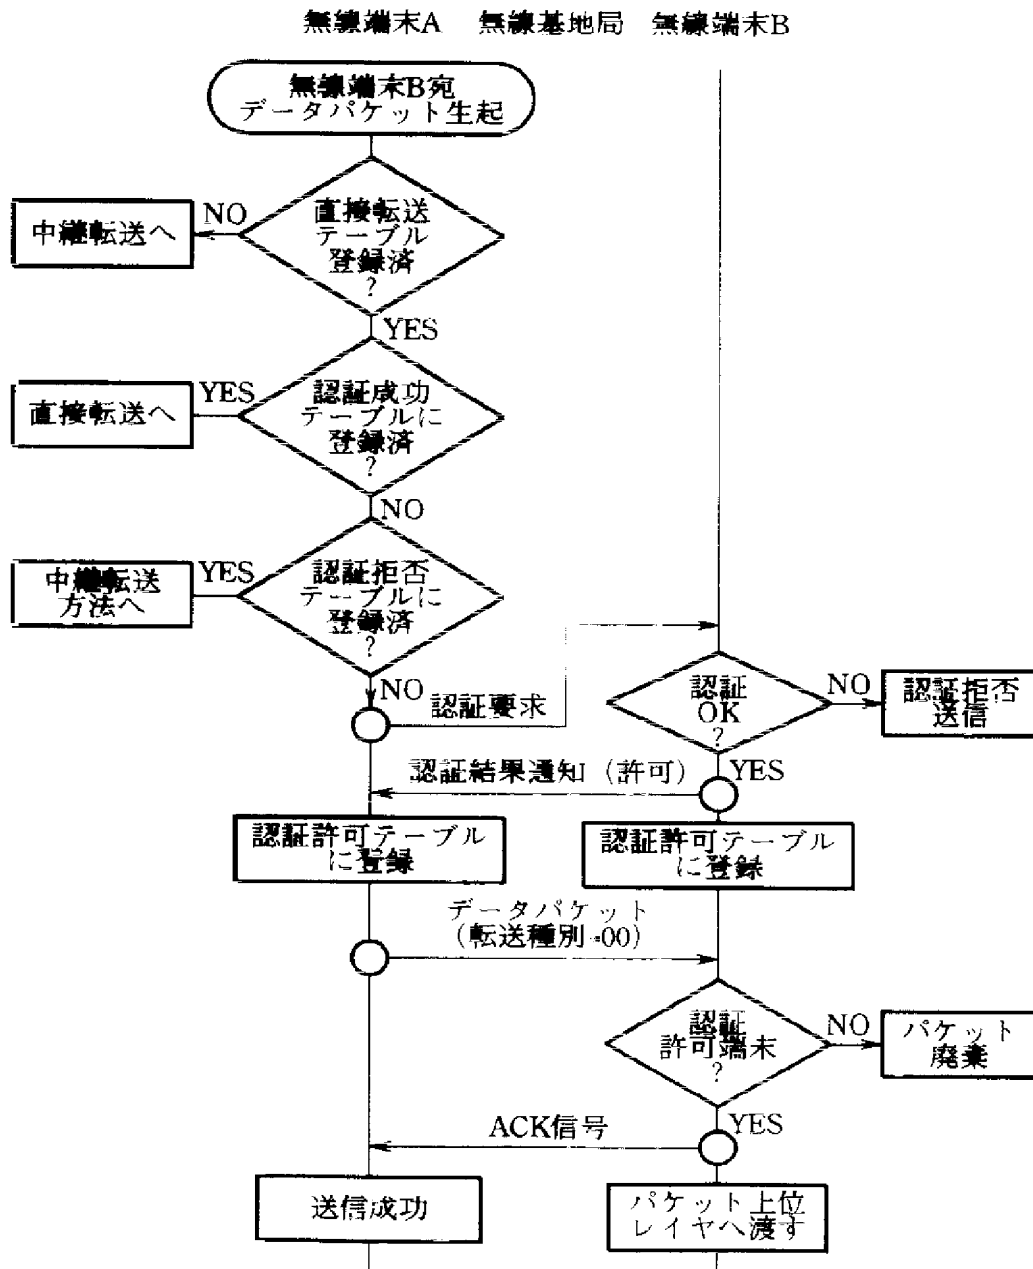 無線端末A 無線基地局 無線端末B
無線端末B宛
データパケット生起
直接転送
テーブル
登録済
?
NO
中継転送へ
YES
認証成功
テーブルに
登録済
?
YES
直接転送へ
NO
認証拒否
テーブルに
登録済
?
YES
中継転送
方法へ
NO
認証要求
認証
OK
?
NO
認証拒否
送信
YES
認証結果通知(許可)
認証許可テーブル
に登録
認証許可テーブル
に登録
データパケット
(転送種別=00)
認証
許可端末
?
NO
パケット
廃棄
YES
ACK信号
送信成功
パケット上位
レイヤへ渡す